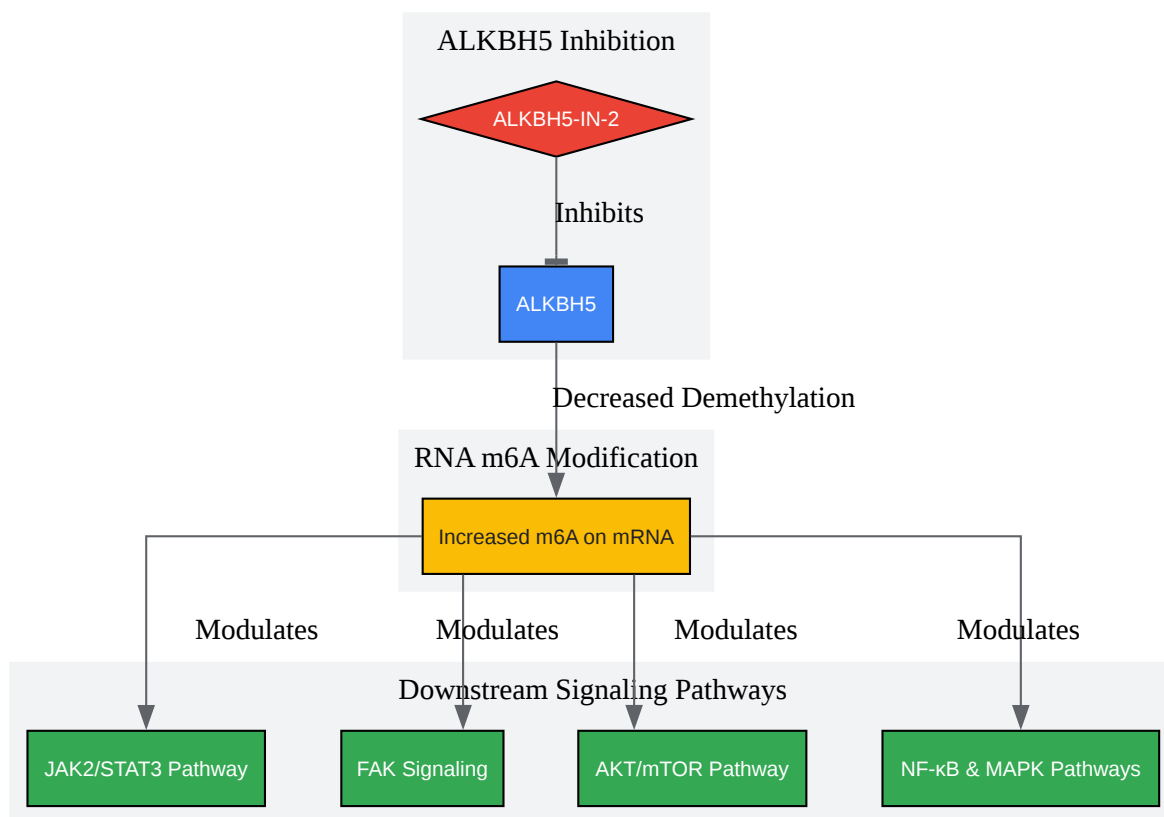 ALKBH5 Inhibition
ALKBH5-IN-2
Inhibits
ALKBH5
Decreased Demethylation
RNA m6A Modification
Increased m6A on mRNA
Modulates
Modulates
Modulates
Modulates
Downstream Signaling Pathways
JAK2/STAT3 Pathway
FAK Signaling
AKT/mTOR Pathway
NF-κB & MAPK Pathways